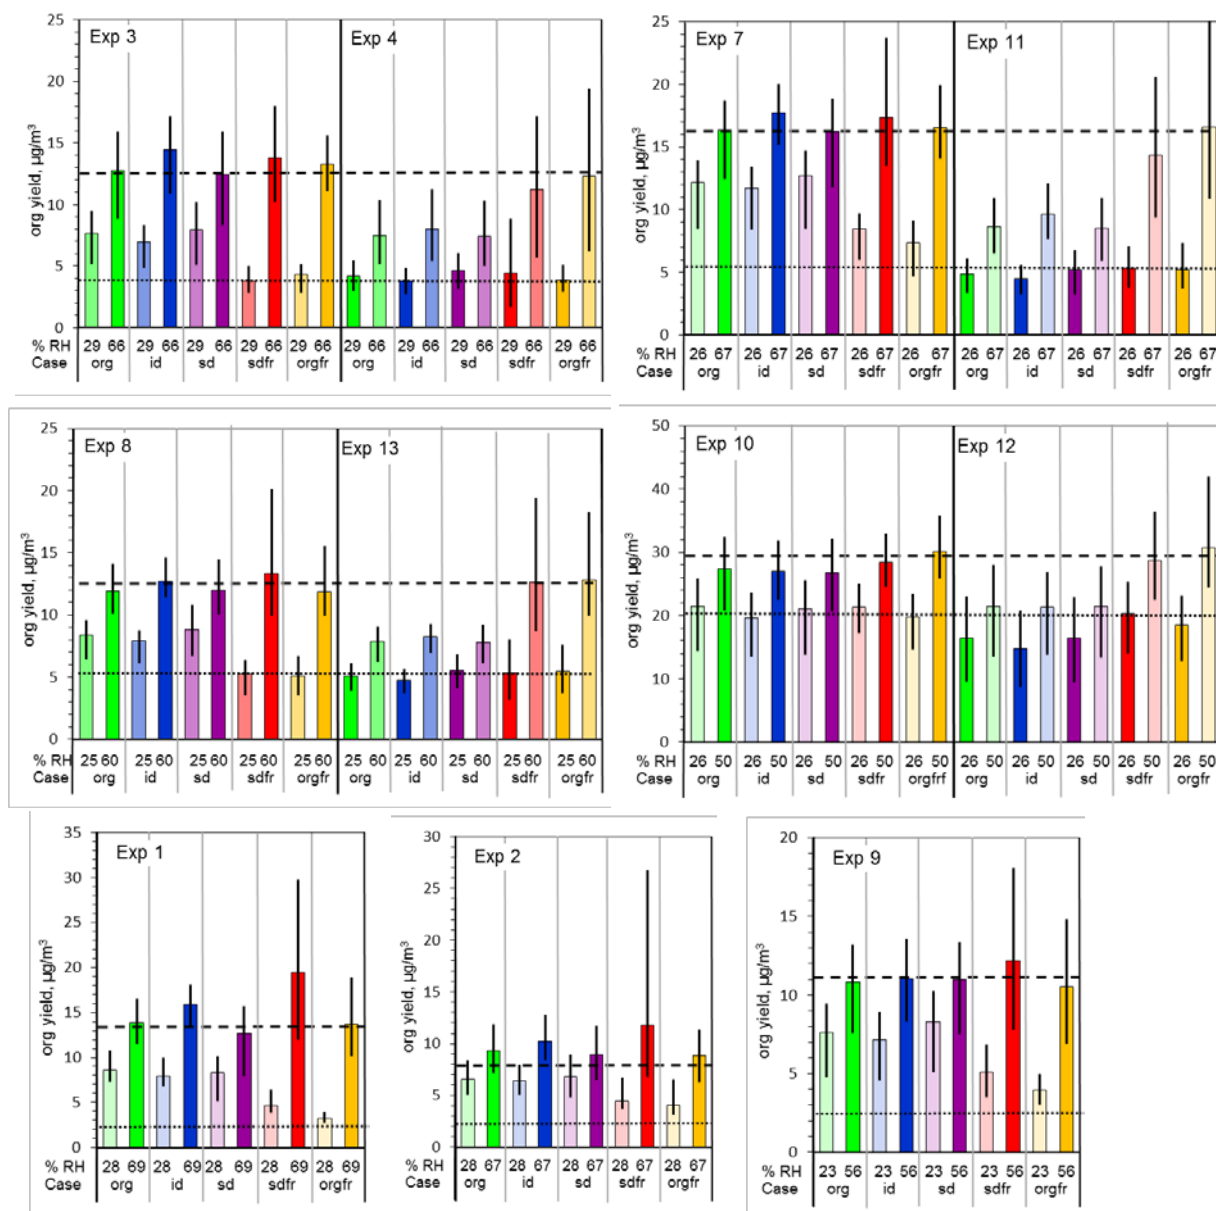 Exp 3
Exp 4
org yield, µg/m³
25
20
15
10
5
0
% RH 29 66 29 66 29 66 29 66 29 66 29 66 29 66 29 66 29 66 29 66
Case org id sd sdfr orgfr org id sd sdfr orgfr
Exp 7
Exp 11
org yield, µg/m³
25
20
15
10
5
0
% RH 26 67 26 67 26 67 26 67 26 67 26 67 26 67 26 67 26 67 26 67
Case org id sd sdfr orgfr org id sd sdfr orgfr
Exp 8
Exp 13
org yield, µg/m³
25
20
15
10
5
0
% RH 25 60 25 60 25 60 25 60 25 60 25 60 25 60 25 60 25 60 25 60
Case org id sd sdfr orgfr org id sd sdfr orgfr
Exp 10
Exp 12
org yield, µg/m³
50
40
30
20
10
0
% RH 26 50 26 50 26 50 26 50 26 50 26 50 26 50 26 50 26 50 26 50
Case org id sd sdfr orgfrf org id sd sdfr orgfr
Exp 1
org yield, µg/m³
35
30
25
20
15
10
5
0
% RH 28 69 28 69 28 69 28 69 28 69
Case org id sd sdfr orgfr
Exp 2
org yield, µg/m³
30
25
20
15
10
5
0
% RH 28 67 28 67 28 67 28 67 28 67
Case org id sd sdfr orgfr
Exp 9
org yield, µg/m³
20
15
10
5
0
% RH 23 56 23 56 23 56 23 56 23 56
Case org id sd sdfr orgfr